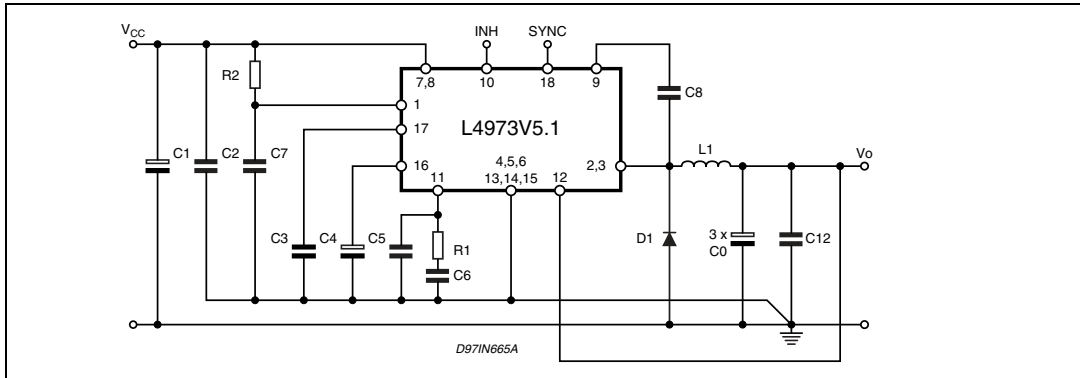 V_CC
INH
SYNC
R2
7,8
10
18
9
C8
1
L4973V5.1
17
C1
C2
C7
16
4,5,6
13,14,15
2,3
L1
Vo
11
12
C3
C4
C5
R1
D1
3 x
C0
C12
C6
D97IN665A